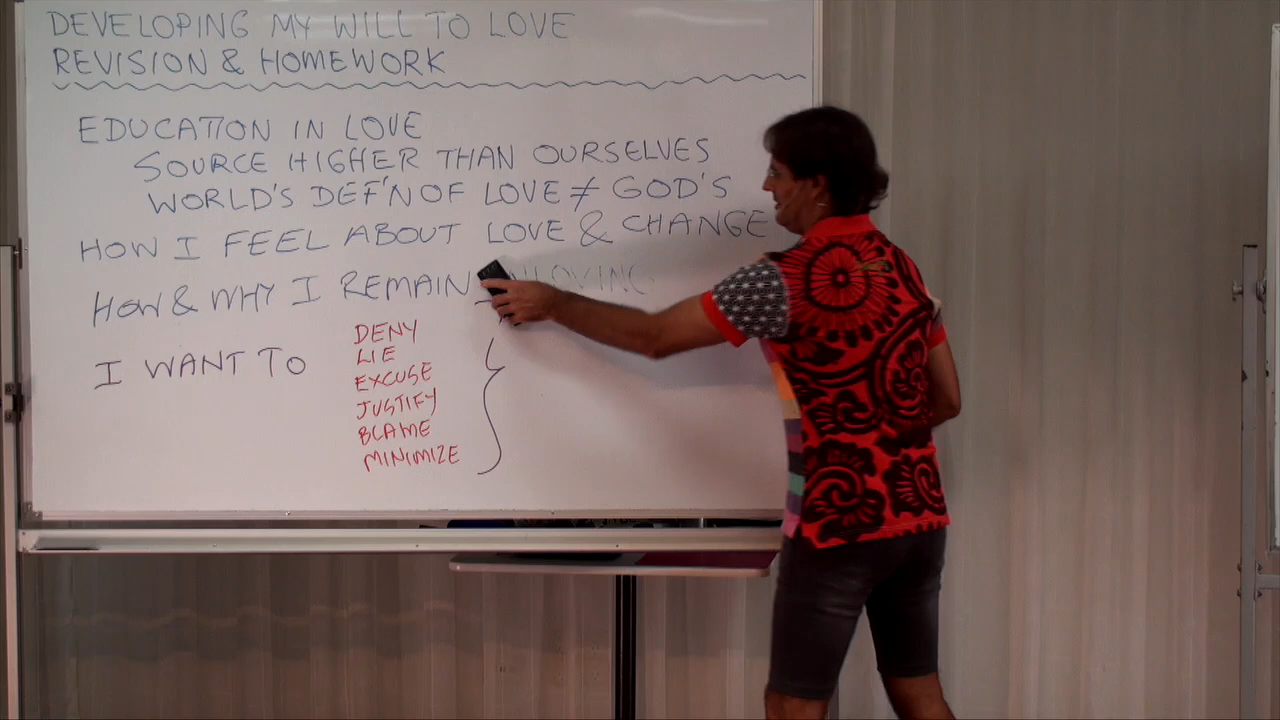 DEVELOPING MY WILL TO LOVE
REVISION & HOMEWORK
EDUCATION IN LOVE
SOURCE HIGHER THAN OURSELVES
WORLD'S DEF'N OF LOVE ≠ GOD'S
HOW I FEEL ABOUT LOVE & CHANGE
HOW & WHY I REMAIN
I WANT TO
DENY
LIE
EXCUSE
JUSTIFY
BLAME
MINIMIZE